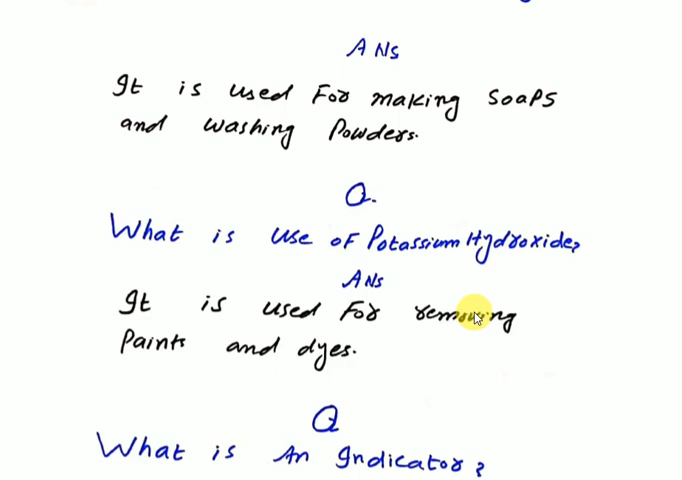 ANS
It is used For making Soaps
and washing Powders.
Q.
What is use of Potassium Hydroxide?
ANS
It is used For removing
Paints and dyes.
Q
What is An Indicator?